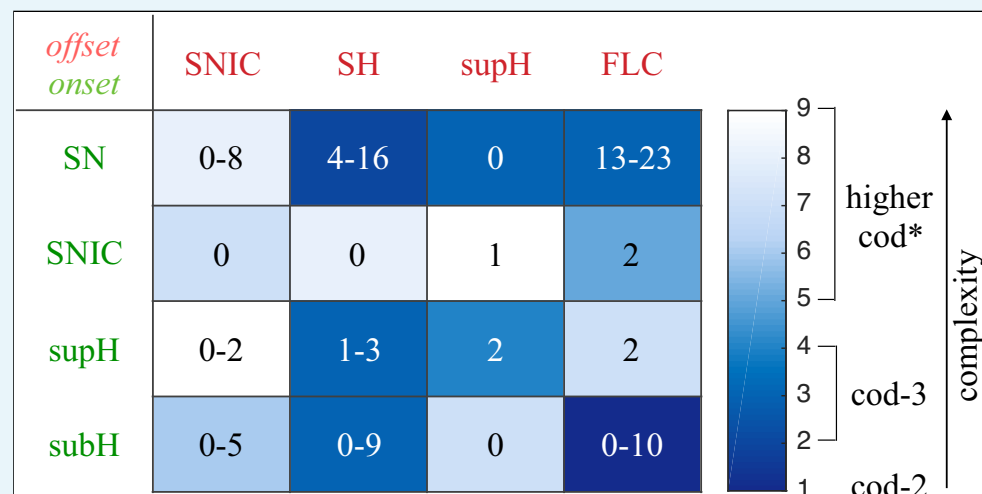 offset
onset
SNIC SH supH FLC
SN 0-8 4-16 0 13-23
SNIC 0 0 1 2
supH 0-2 1-3 2 2
subH 0-5 0-9 0 0-10
9
8
7
6
5
4
3
2
1
higher
cod*
cod-3
cod-2
complexity